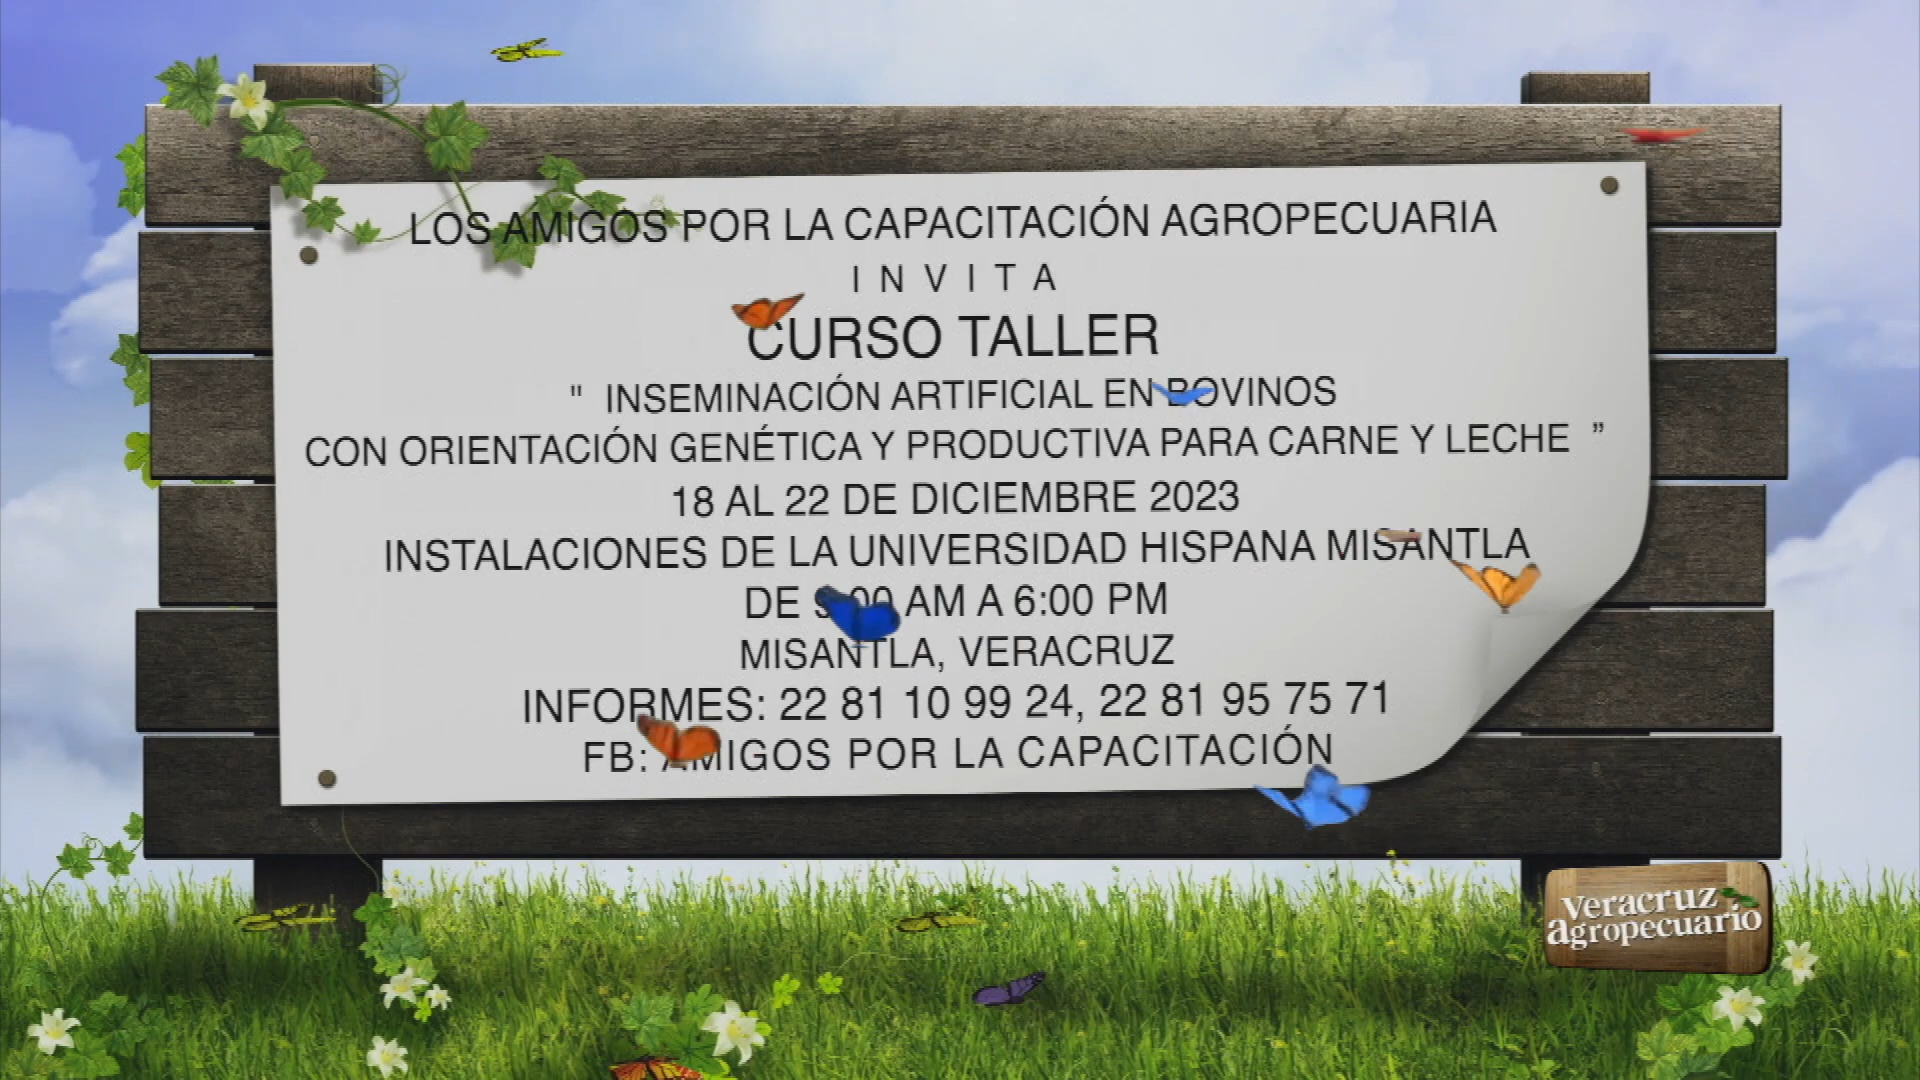 LOS AMIGOS POR LA CAPACITACIÓN AGROPECUARIA
INVITA
CURSO TALLER
" INSEMINACIÓN ARTIFICIAL EN BOVINOS
CON ORIENTACIÓN GENÉTICA Y PRODUCTIVA PARA CARNE Y LECHE ”
18 AL 22 DE DICIEMBRE 2023
INSTALACIONES DE LA UNIVERSIDAD HISPANA MISANTLA
DE AM A 6:00 PM
MISANTLA, VERACRUZ
INFORMES: 22 81 10 99 24, 22 81 95 75 71
FB: AMIGOS POR LA CAPACITACIÓN
veracruz
agropecuario